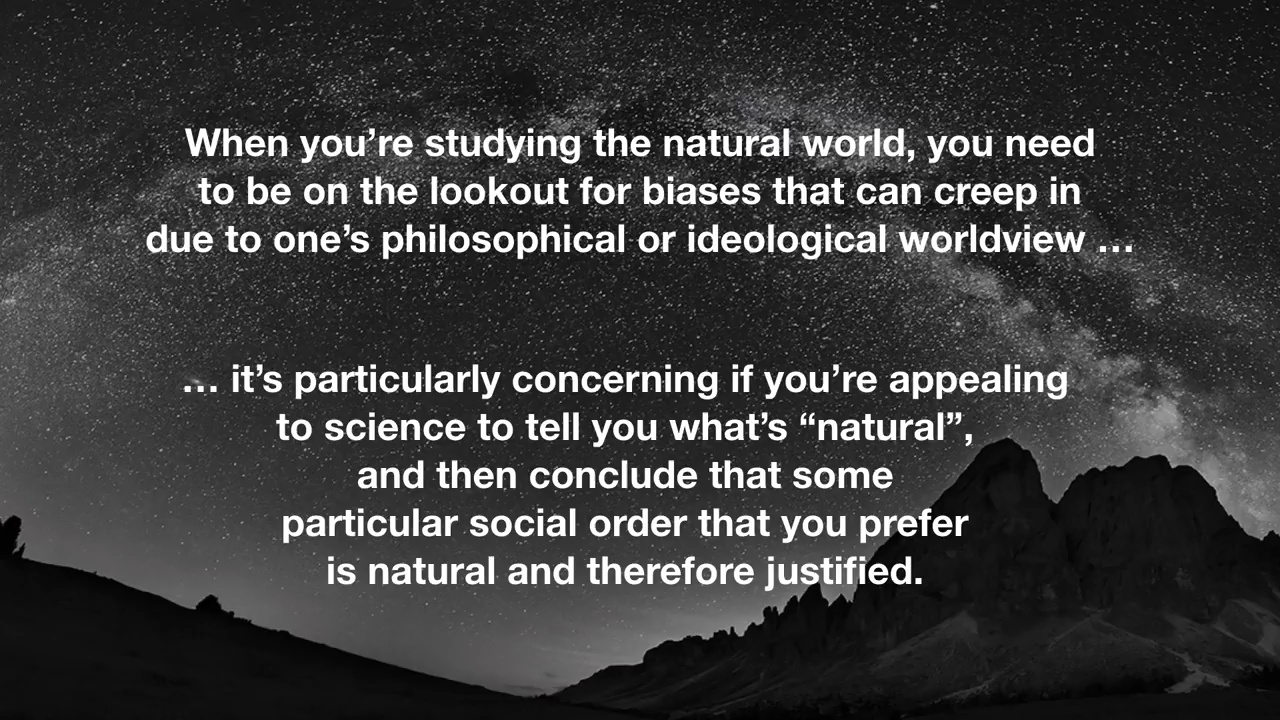 When you’re studying the natural world, you need
to be on the lookout for biases that can creep in
due to one’s philosophical or ideological worldview …
… it’s particularly concerning if you’re appealing
to science to tell you what’s “natural”,
and then conclude that some
particular social order that you prefer
is natural and therefore justified.